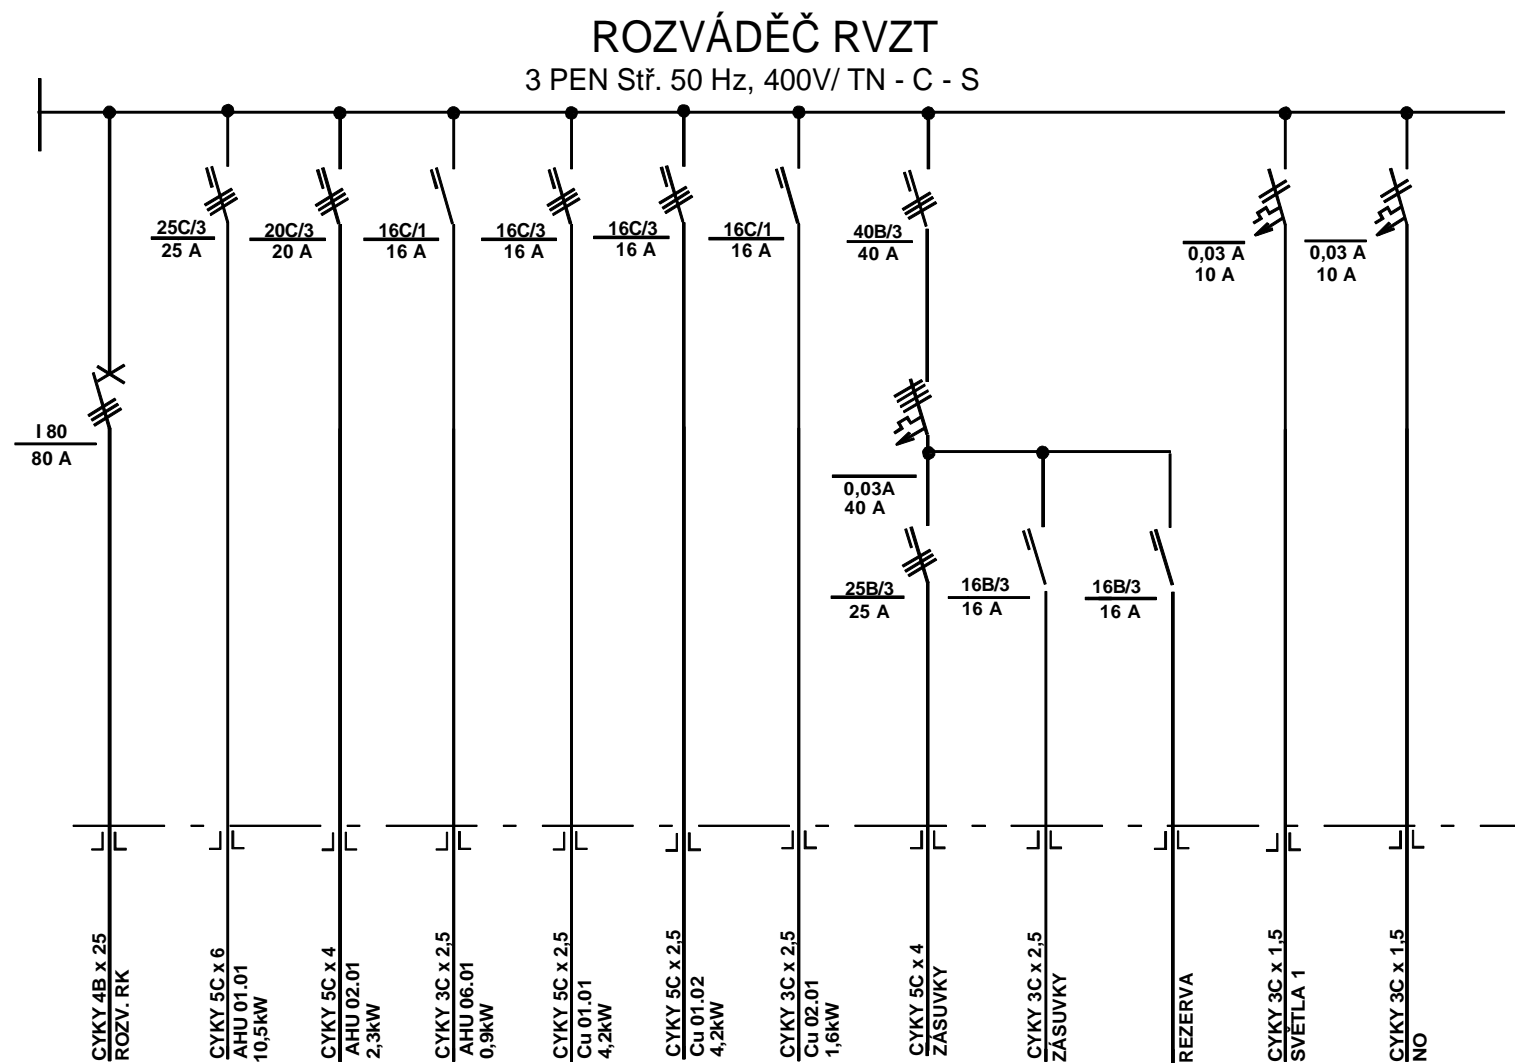 ROZVÁDĚČ RVZT
3 PEN Stř. 50 Hz, 400V/ TN - C - S
25C/3
25 A
20C/3
20 A
16C/1
16 A
16C/3
16 A
16C/3
16 A
16C/1
16 A
40B/3
40 A
0,03 A
10 A
0,03 A
10 A
I 80
80 A
0,03A
40 A
25B/3
25 A
16B/3
16 A
16B/3
16 A
CYKY 4B x 25
ROZV. RK
CYKY 5C x 6
AHU 01.01
10,5kW
CYKY 5C x 4
AHU 02.01
2,3kW
CYKY 3C x 2,5
AHU 06.01
0,9kW
CYKY 5C x 2,5
Cu 01.01
4,2kW
CYKY 5C x 2,5
Cu 01.02
4,2kW
CYKY 3C x 2,5
Cu 02.01
1,6kW
CYKY 5C x 4
ZÁSUVKY
CYKY 3C x 2,5
ZÁSUVKY
REZERVA
CYKY 3C x 1,5
SVĚTLA 1
CYKY 3C x 1,5
NO